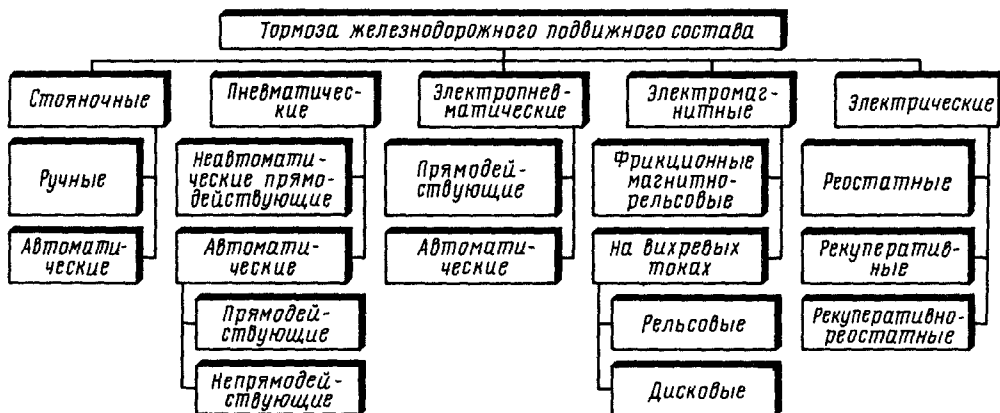 Тормоза железнодорожного подвижного состава
Стояночные
Пневматичес-
кие
Электропнев-
матические
Электромаг-
нитные
Электрические
Ручные
Неавтомати-
ческие прямо-
действующие
Прямодей-
ствующие
Фрикционные
магнитно-
рельсовые
Реостатные
Автомати-
ческие
Автомати-
ческие
Автомати-
ческие
На вихревых
токах
Рекуператив-
ные
Прямодей-
ствующие
Рельсовые
Рекуперативно-
реостатные
Непрямодей-
ствующие
Дисковые